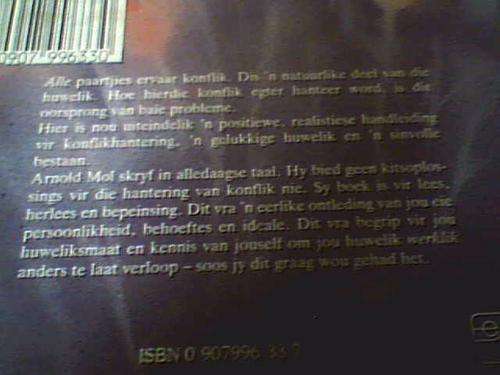 0907 996330
Alle paartjies ervaar konflik. Dis 'n natuurlike deel van die
huwelik. Hoe hierdie konflik egter hanteer word, is die
oorsprong van baie probleme.
Hier is nou uiteindelik 'n positiewe, realistiese handleiding
vir konflikhantering, 'n gelukkige huwelik en 'n sinvolle
bestaan.
Arnold Mol skryf in alledaagse taal. Hy bied geen kitsoplos-
sings vir die hantering van konflik nie. Sy boek is vir lees,
herlees en bepeinsing. Dit vra 'n eerlike ontleding van jou eie
persoonlikheid, behoeftes en ideale. Dit vra begrip vir jou
huweliksmaat en kennis van jouself om jou huwelik werklik
anders te laat verloop – soos jy dit graag wou gehad het.
ISBN 0 907996 33